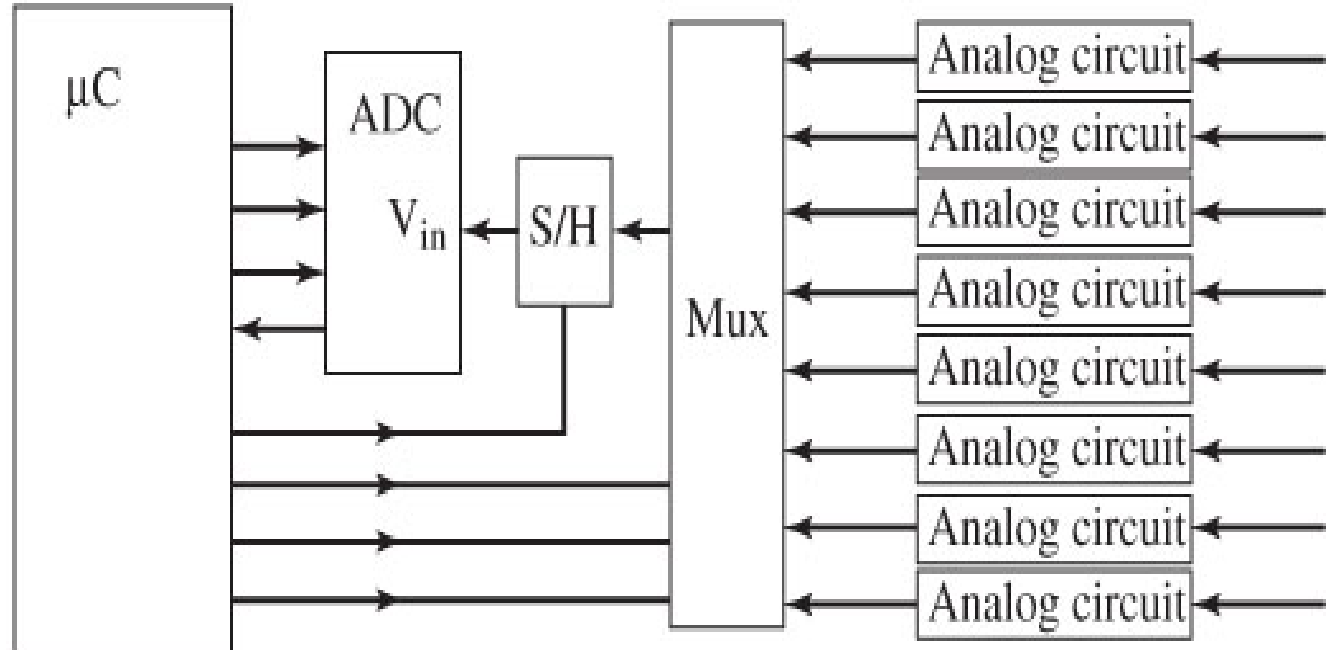 μC
ADC
V_in
S/H
Mux
Analog circuit
Analog circuit
Analog circuit
Analog circuit
Analog circuit
Analog circuit
Analog circuit
Analog circuit